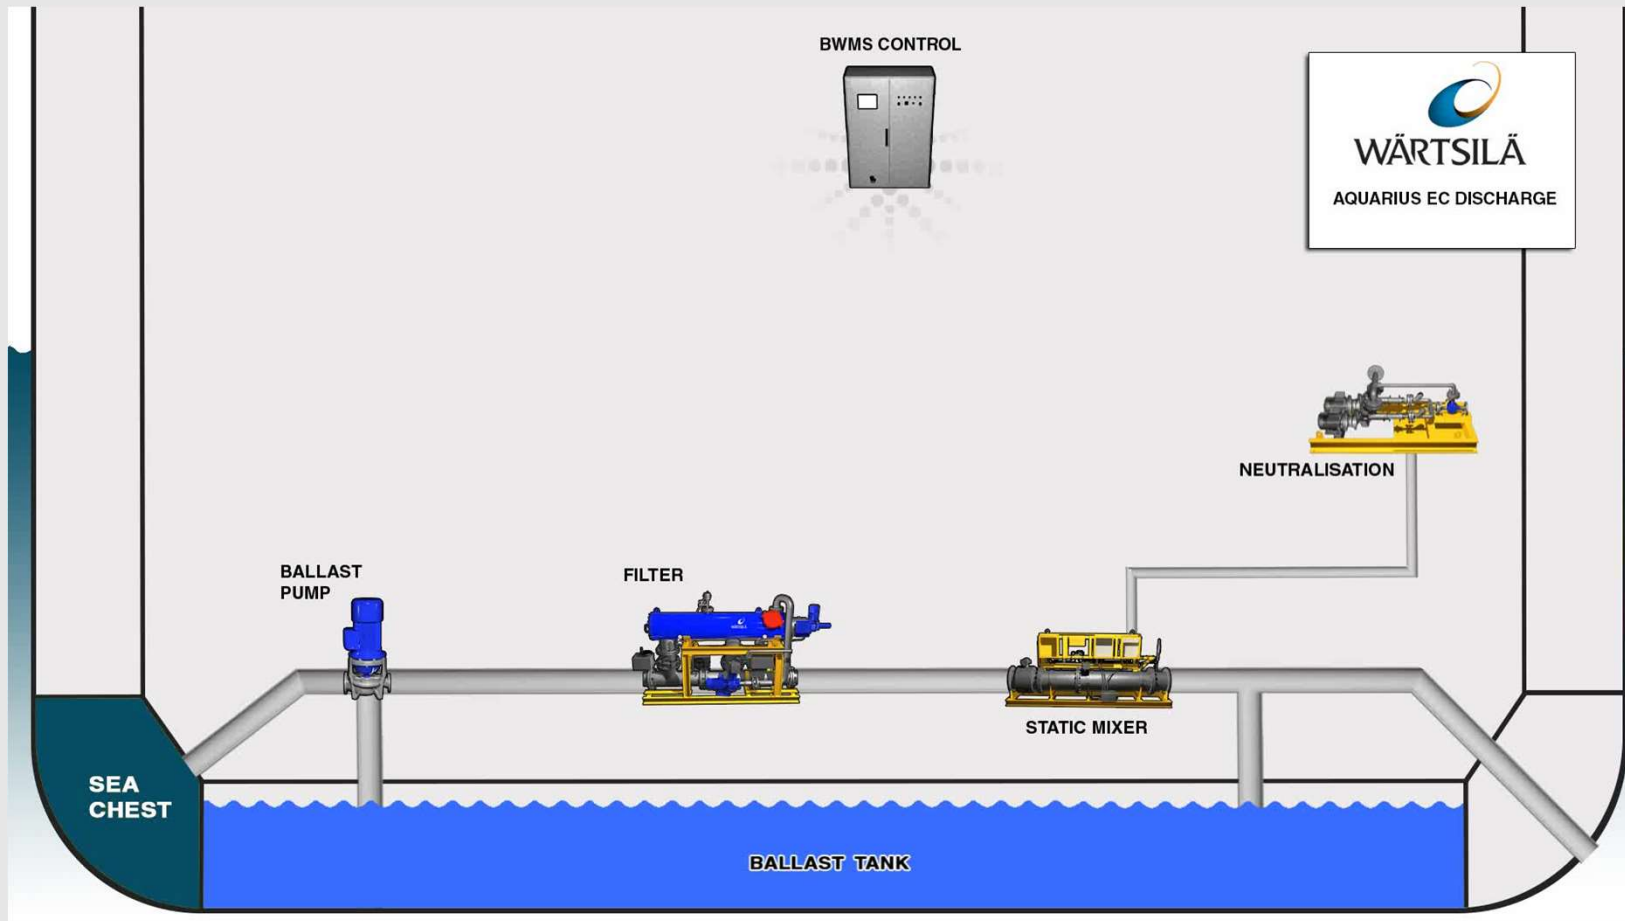 BWMS CONTROL
WÄRTSILÄ
AQUARIUS EC DISCHARGE
NEUTRALISATION
BALLAST
PUMP
FILTER
STATIC MIXER
SEA
CHEST
BALLAST TANK